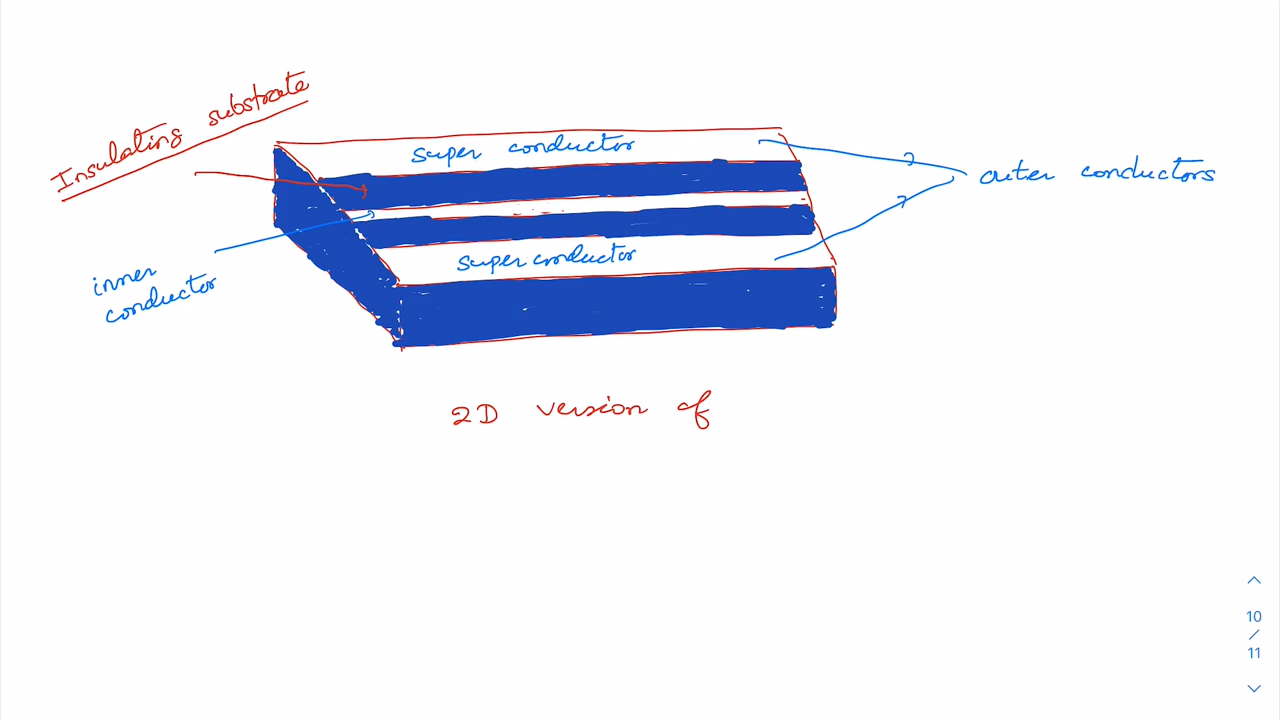 Insulating substrate
super conductor
outer conductors
super conductor
inner
conductor
2D version of
10
/
11